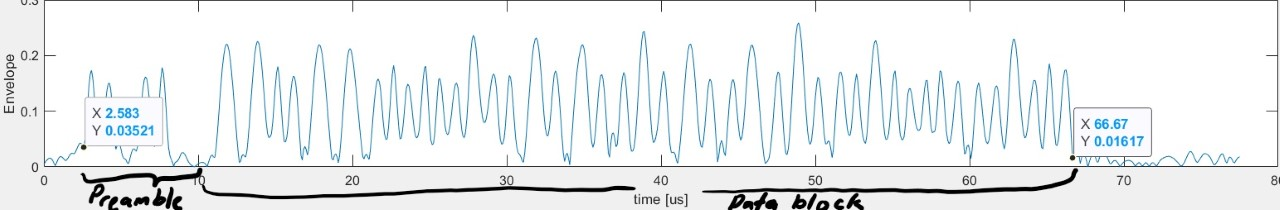 0.3
0.2
0.1
0
Envelope
X 2.583
Y 0.03521
X 66.67
Y 0.01617
0 10 20 30 40 50 60 70 80
time [us]
Preamble
Data block